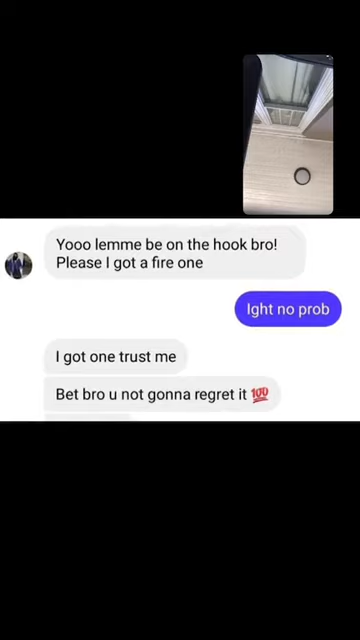 Yooo lemme be on the hook bro!
Please I got a fire one
Ight no prob
I got one trust me
Bet bro u not gonna regret it 💯